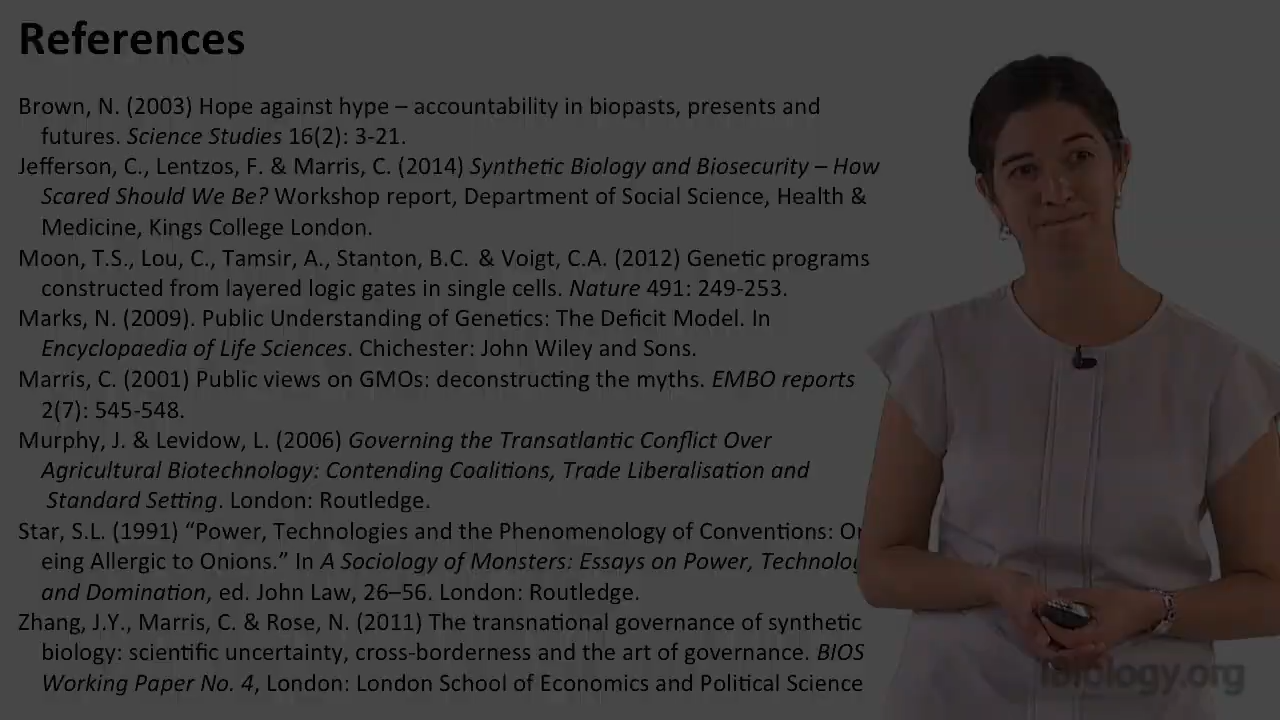 References
Brown, N. (2003) Hope against hype – accountability in biopasts, presents and
futures. Science Studies 16(2): 3-21.
Jefferson, C., Lentzos, F. & Marris, C. (2014) Synthetic Biology and Biosecurity – How
Scared Should We Be? Workshop report, Department of Social Science, Health &
Medicine, Kings College London.
Moon, T.S., Lou, C., Tamsir, A., Stanton, B.C. & Voigt, C.A. (2012) Genetic programs
constructed from layered logic gates in single cells. Nature 491: 249-253.
Marks, N. (2009). Public Understanding of Genetics: The Deficit Model. In
Encyclopaedia of Life Sciences. Chichester: John Wiley and Sons.
Marris, C. (2001) Public views on GMOs: deconstructing the myths. EMBO reports
2(7): 545-548.
Murphy, J. & Levidow, L. (2006) Governing the Transatlantic Conflict Over
Agricultural Biotechnology: Contending Coalitions, Trade Liberalisation and
Standard Setting. London: Routledge.
Star, S.L. (1991) “Power, Technologies and the Phenomenology of Conventions: On
eing Allergic to Onions.” In A Sociology of Monsters: Essays on Power, Technolog
and Domination, ed. John Law, 26–56. London: Routledge.
Zhang, J.Y., Marris, C. & Rose, N. (2011) The transnational governance of synthetic
biology: scientific uncertainty, cross-borderness and the art of governance. BIOS
Working Paper No. 4, London: London School of Economics and Political Science
iBiology.org